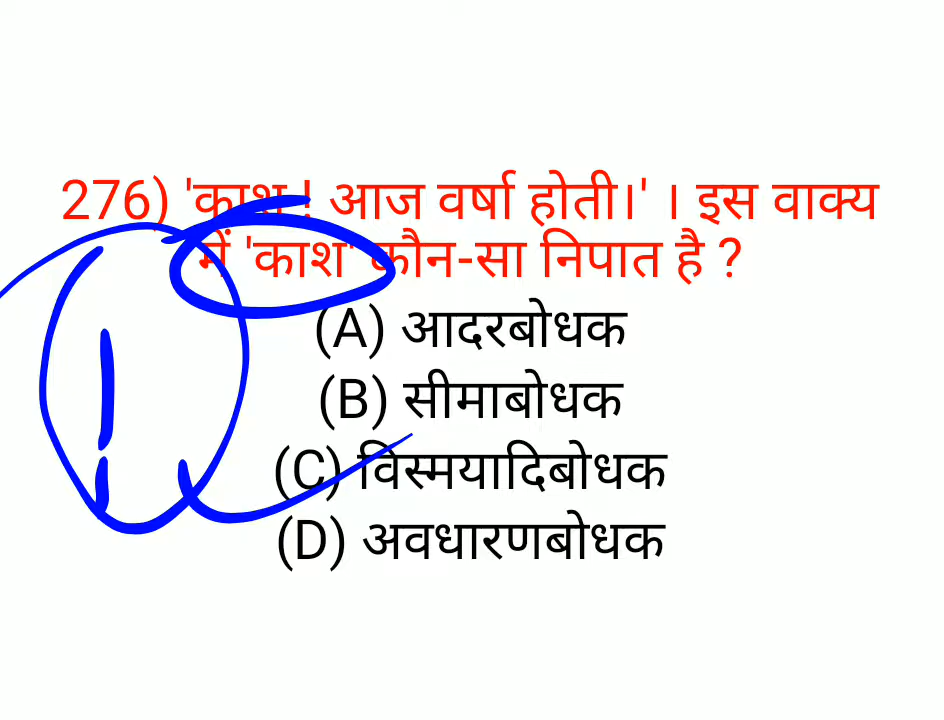 276) 'काश ! आज वर्षा होती।' । इस वाक्य
में 'काश' कौन-सा निपात है ?
(A) आदरबोधक
(B) सीमाबोधक
(C) विस्मयादिबोधक
(D) अवधारणबोधक